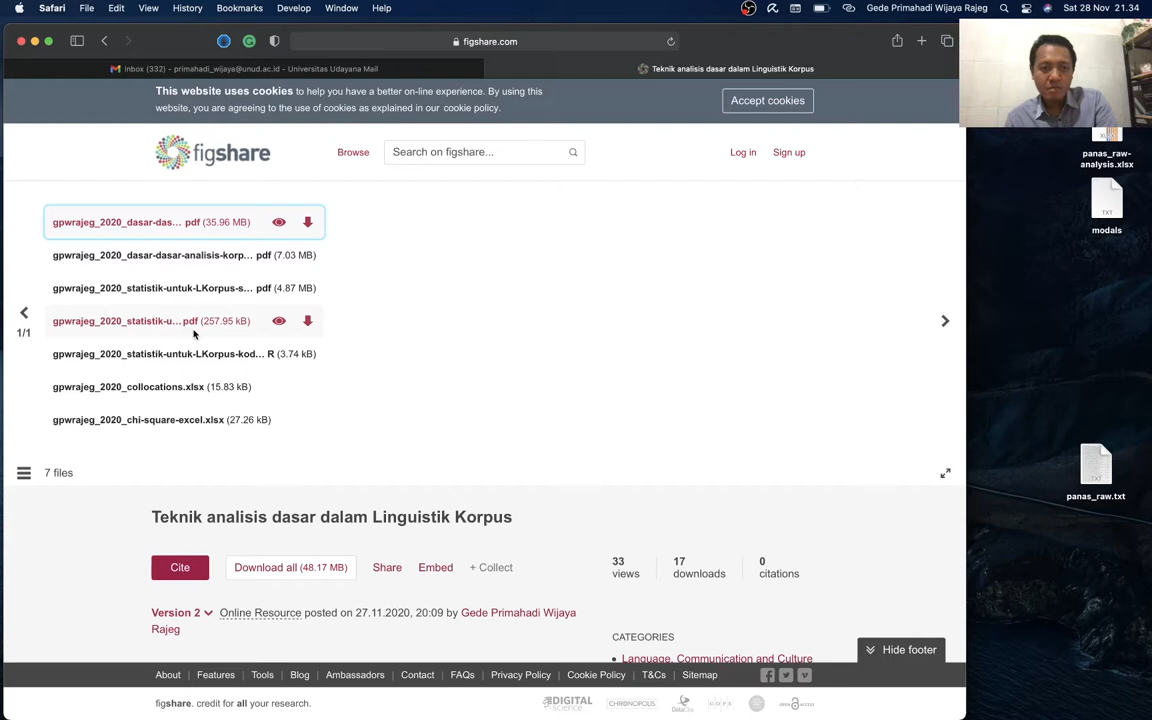 Safari File Edit View History Bookmarks Develop Window Help Gede Primahadi Wijaya Rajeg Sat 28 Nov 21.34
figshare.com
Inbox (332) - primahadi_wijaya@unud.ac.id - Universitas Udayana Mail
Teknik analisis dasar dalam Linguistik Korpus
This website uses cookies to help you have a better on-line experience. By using
website, you are agreeing to the use of cookies as explained in our cookie policy.
Accept cookies
figshare
Browse
Search on figshare...
Log in
Sign up
panas_raw-
analysis.xlsx
TXT
modals
gpwrajeg_2020_dasar-das... pdf (35.96 MB)
gpwrajeg_2020_dasar-dasar-analisis-korp... pdf (7.03 MB)
gpwrajeg_2020_statistik-untuk-LKorpus-s... pdf (4.87 MB)
gpwrajeg_2020_statistik-u... pdf (257.95 kB)
1/1
gpwrajeg_2020_statistik-untuk-LKorpus-kod... R (3.74 kB)
gpwrajeg_2020_collocations.xlsx (15.83 kB)
gpwrajeg_2020_chi-square-excel.xlsx (27.26 kB)
7 files
TXT
panas_raw.txt
Teknik analisis dasar dalam Linguistik Korpus
Cite
Download all (48.17 MB)
Share
Embed
+ Collect
33
views
17
downloads
0
citations
Version 2 Online Resource posted on 27.11.2020, 20:09 by Gede Primahadi Wijaya
Rajeg
CATEGORIES
Language, Communication and Culture
Hide footer
About Features Tools Blog Ambassadors Contact FAQs Privacy Policy Cookie Policy T&Cs Sitemap
figshare. credit for all your research.
DIGITAL
science
CHRONOPOLIS